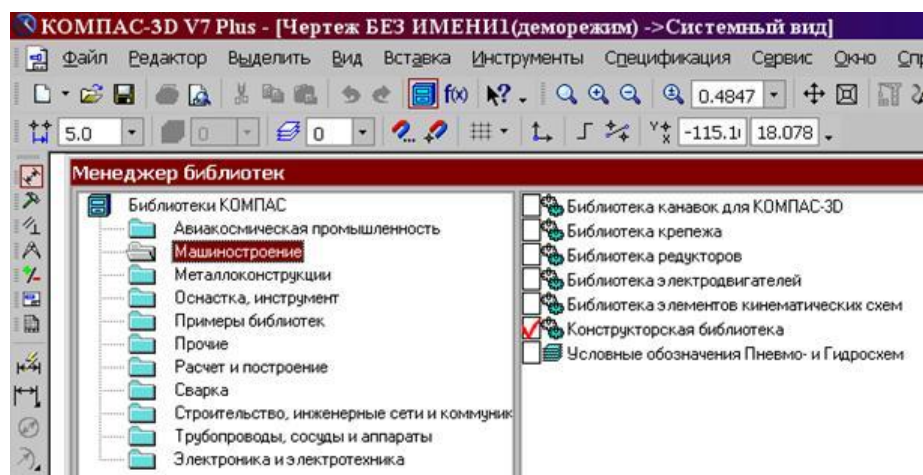 КОМПАС-3D V7 Plus - [Чертеж БЕЗ ИМЕНИ1(деморежим) ->Системный вид]
Файл Редактор Выделить Вид Вставка Инструменты Спецификация Сервис Окно
f(x) 0.4847
5.0 0 0 18.078
Менеджер библиотек
Библиотеки КОМПАС
Авиакосмическая промышленность
Машиностроение
Металлоконструкции
Оснастка, инструмент
Примеры библиотек
Прочие
Расчет и построение
Сварка
Строительство, инженерные сети и коммуник
Трубопроводы, сосуды и аппараты
Электроника и электротехника
Библиотека канавок для КОМПАС-3D
Библиотека крепежа
Библиотека редукторов
Библиотека электродвигателей
Библиотека элементов кинематических схем
Конструкторская библиотека
Условные обозначения Пневмо- и Гидросхем